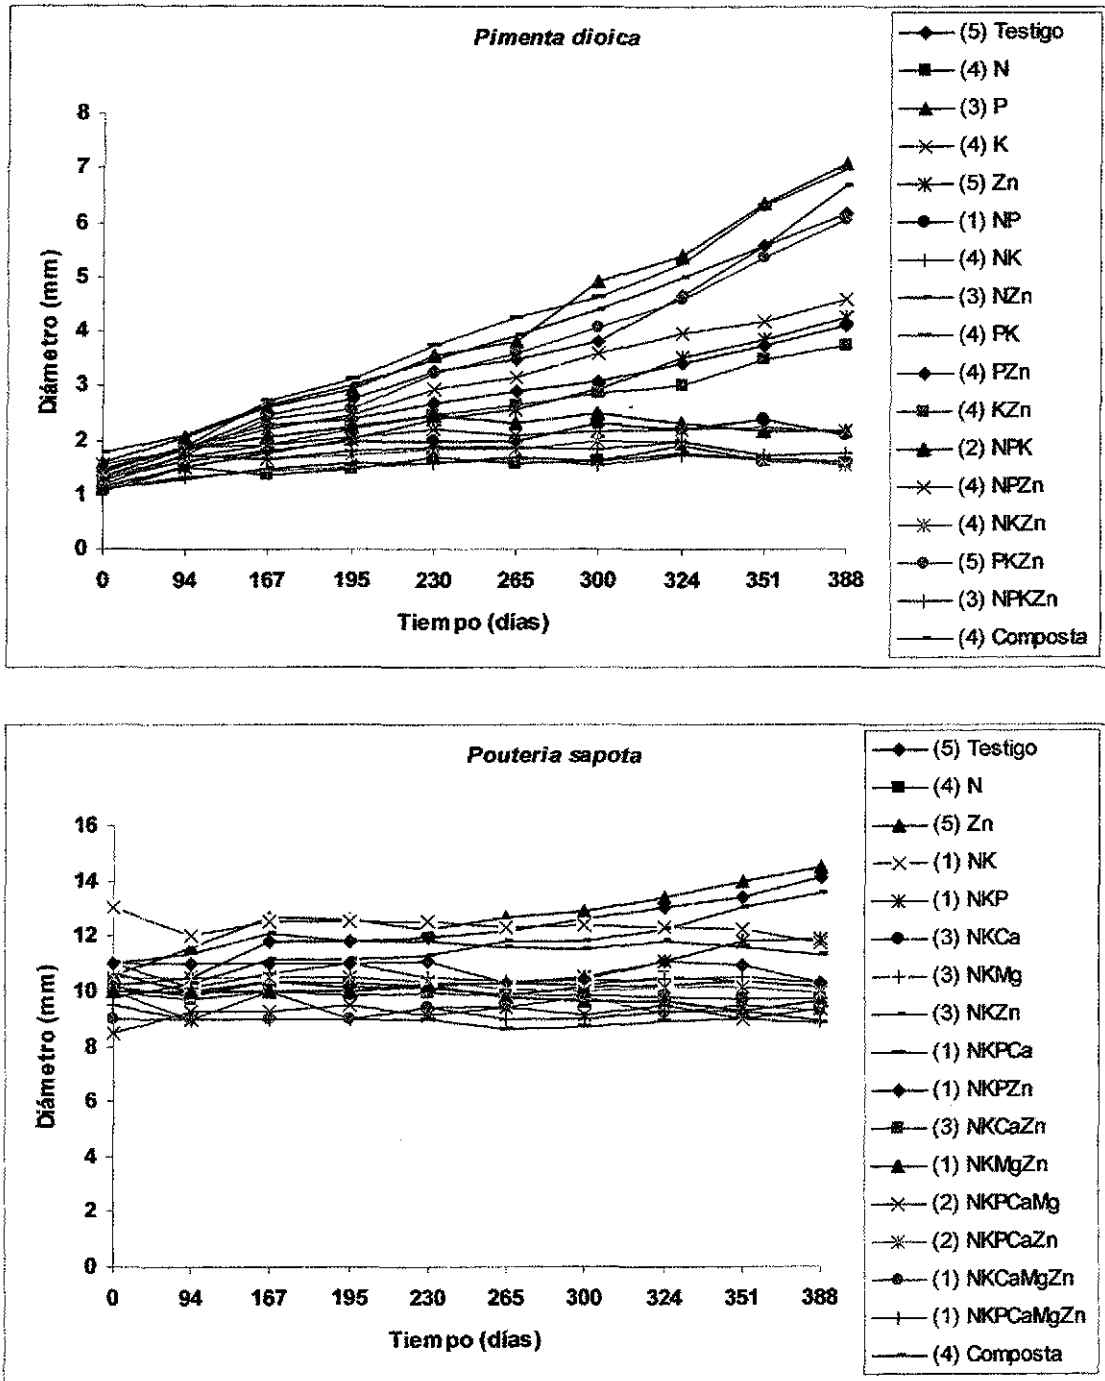 Pimenta dioica
Diámetro (mm)
8
7
6
5
4
3
2
1
0
0 94 167 195 230 265 300 324 351 388
Tiempo (días)
(5) Testigo
(4) N
(3) P
(4) K
(5) Zn
(1) NP
(4) NK
(3) NZn
(4) PK
(4) PZn
(4) KZn
(2) NPK
(4) NPZn
(4) NKZn
(5) PKZn
(3) NPKZn
(4) Composta
Pouteria sapota
Diámetro (mm)
16
14
12
10
8
6
4
2
0
0 94 167 195 230 265 300 324 351 388
Tiempo (días)
(5) Testigo
(4) N
(5) Zn
(1) NK
(1) NKP
(3) NKCa
(3) NKMg
(3) NKZn
(1) NKPCa
(1) NKPZn
(3) NKCaZn
(1) NKMgZn
(2) NKPCaMg
(2) NKPCaZn
(1) NKCaMgZn
(1) NKPCaMgZn
(4) Composta